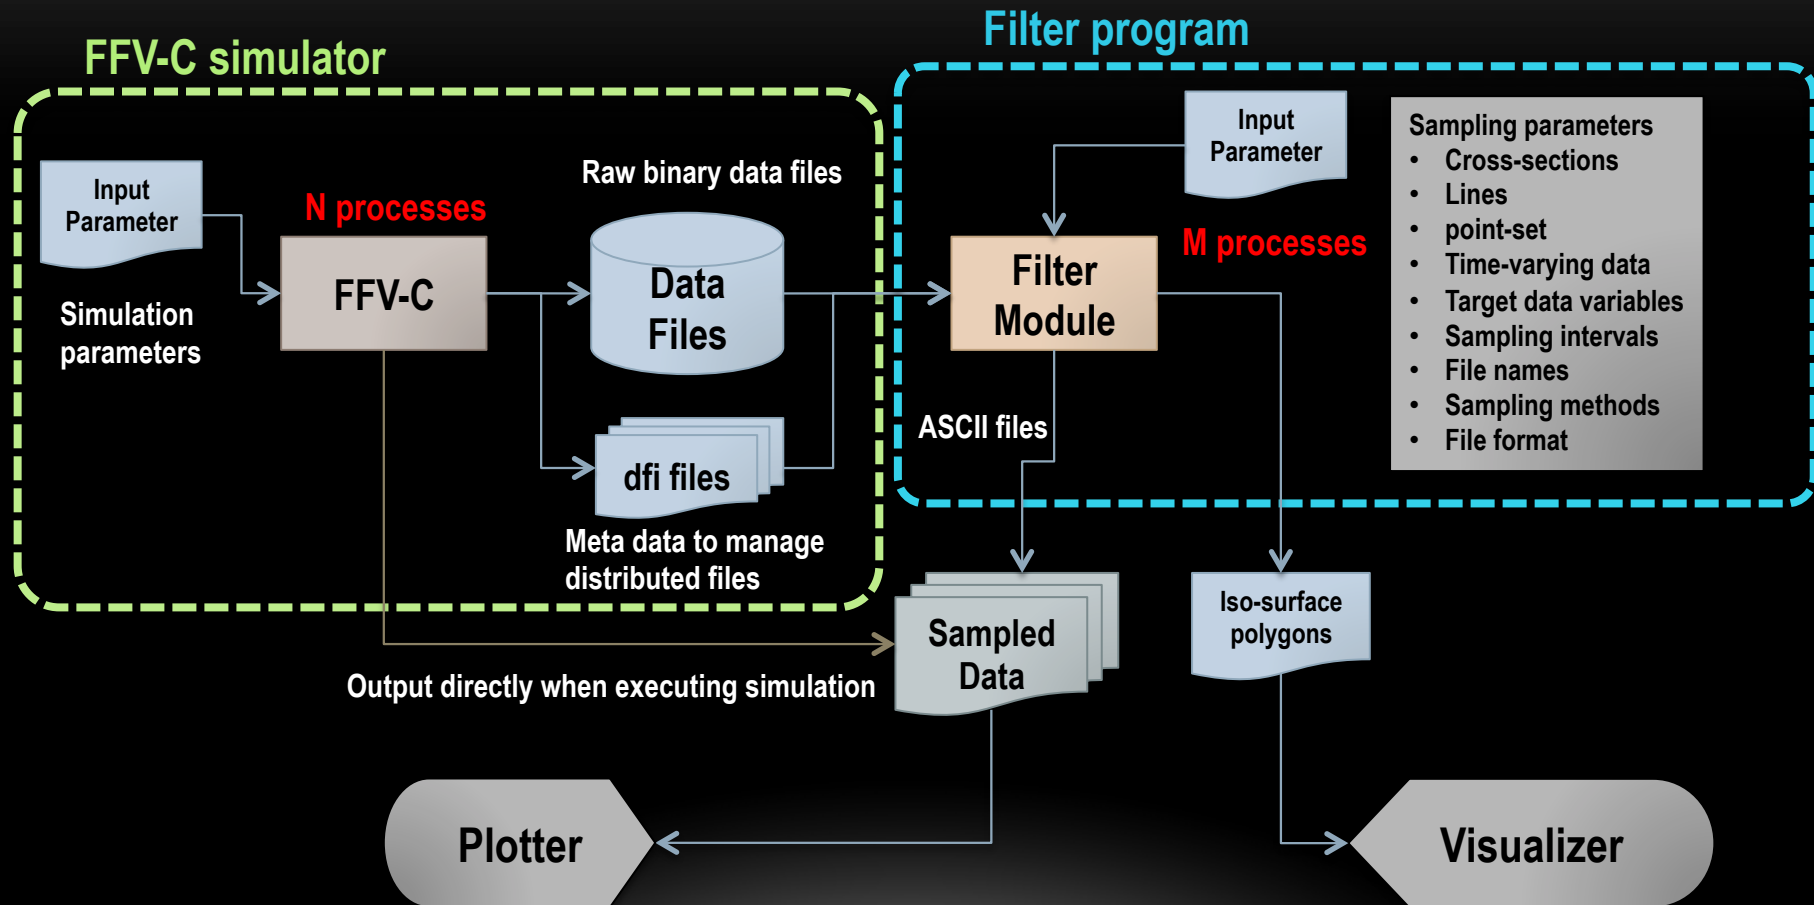 FFV-C simulator
Filter program
Input
Parameter
Simulation
parameters
N processes
FFV-C
Raw binary data files
Data
Files
dfi files
Meta data to manage
distributed files
Input
Parameter
M processes
Filter
Module
ASCII files
Sampling parameters
• Cross-sections
• Lines
• point-set
• Time-varying data
• Target data variables
• Sampling intervals
• File names
• Sampling methods
• File format
Output directly when executing simulation
Sampled
Data
Iso-surface
polygons
Plotter
Visualizer